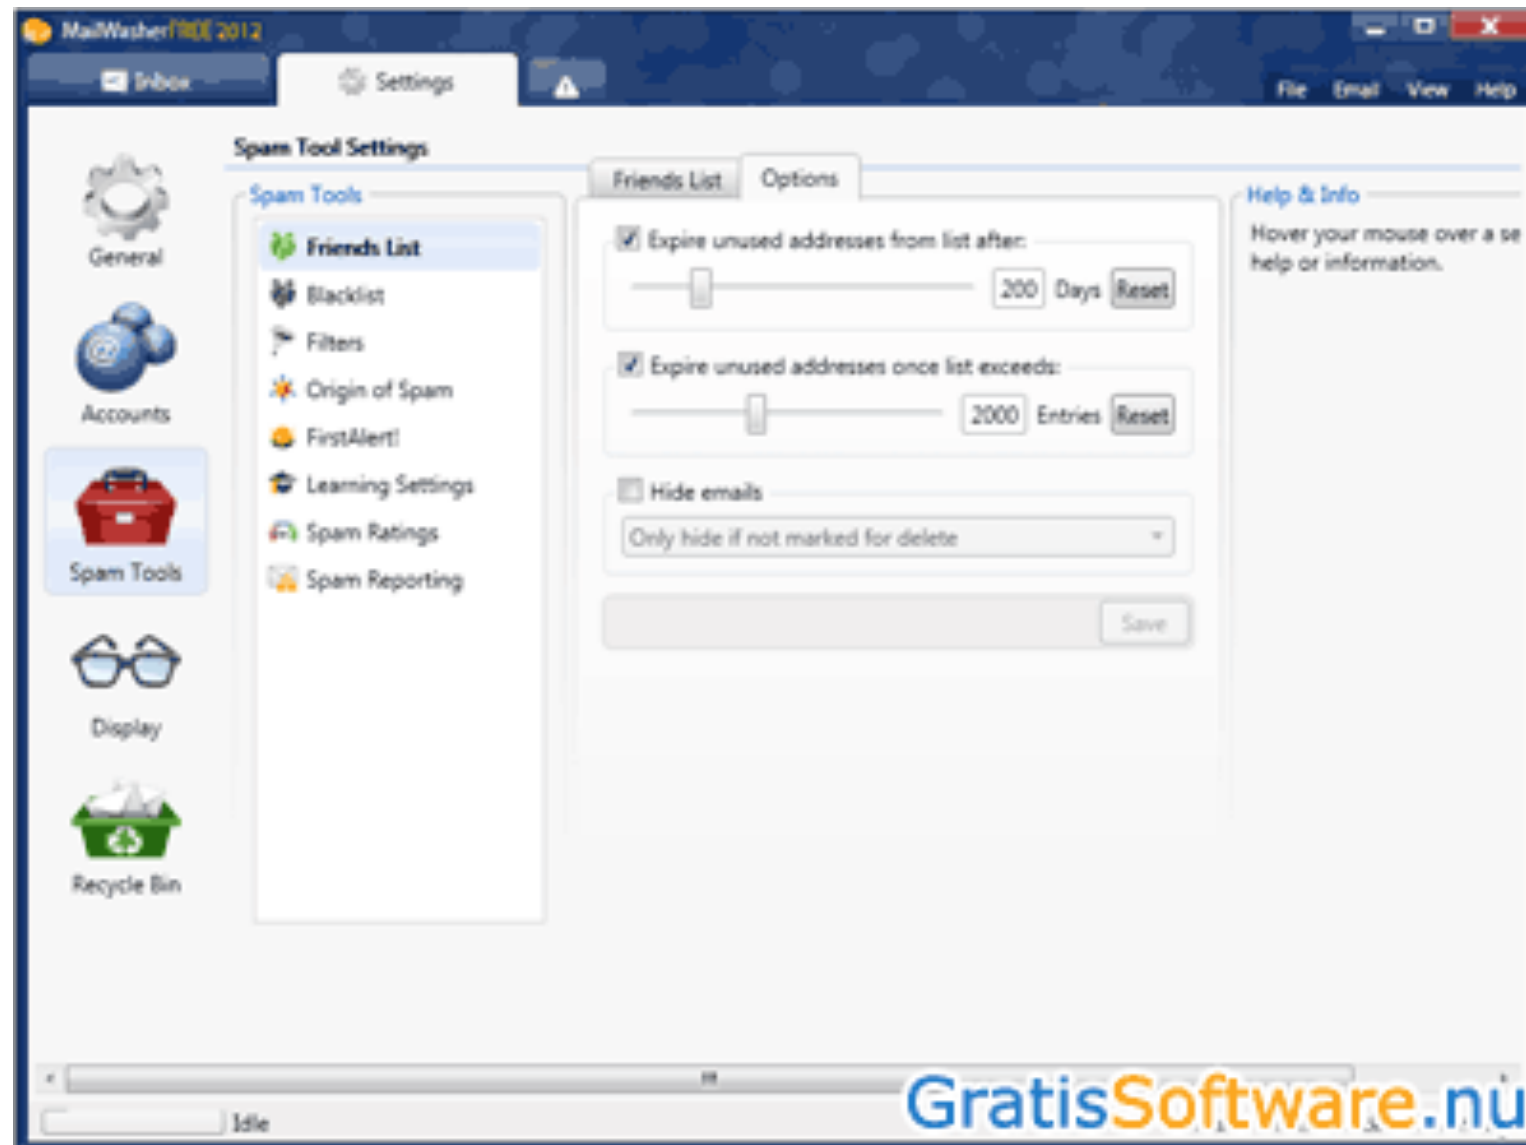 MailWasherFREE 2012
Inbox
Settings
File Email View Help
Spam Tool Settings
General
Accounts
Spam Tools
Display
Recycle Bin
Spam Tools
Friends List
Blacklist
Filters
Origin of Spam
FirstAlert!
Learning Settings
Spam Ratings
Spam Reporting
Friends List
Options
Expire unused addresses from list after:
200 Days Reset
Expire unused addresses once list exceeds:
2000 Entries Reset
Hide emails
Only hide if not marked for delete
Save
Help & Info
Hover your mouse over a se
help or information.
Idle
GratisSoftware.nu